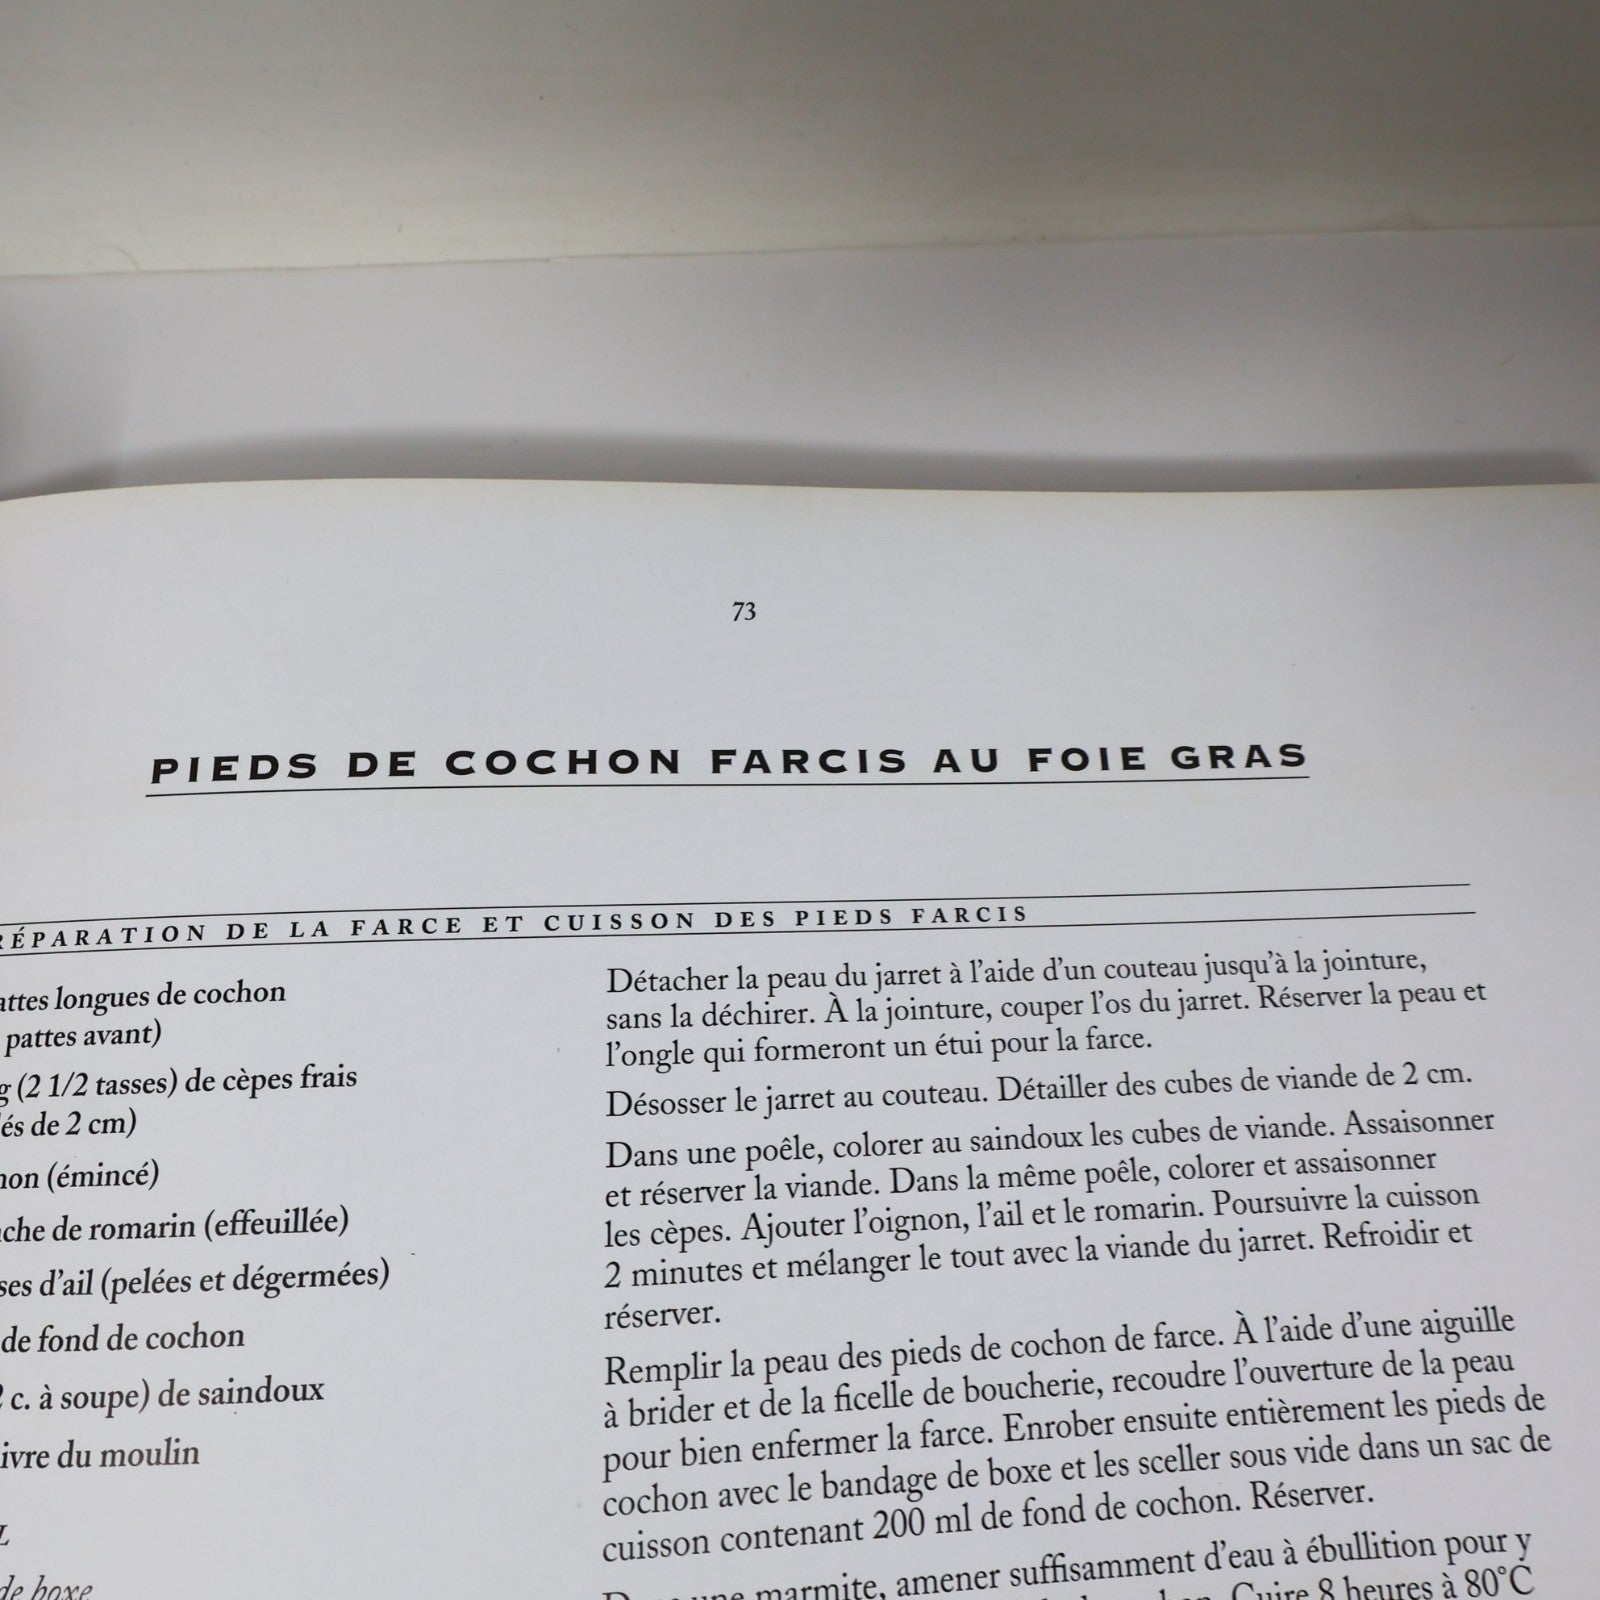 73
PIEDS DE COCHON FARCIS AU FOIE GRAS
RÉPARATION DE LA FARCE ET CUISSON DES PIEDS FARCIS
attes longues de cochon
pattes avant)
g (2 1/2 tasses) de cèpes frais
és de 2 cm)
non (émincé)
che de romarin (effeuillée)
ses d'ail (pelées et dégermées)
de fond de cochon
c. à soupe) de saindoux
ivre du moulin
de boxe
Détacher la peau du jarret à l'aide d'un couteau jusqu'à la jointure,
sans la déchirer. À la jointure, couper l'os du jarret. Réserver la peau et
l'ongle qui formeront un étui pour la farce.
Désosser le jarret au couteau. Détailler des cubes de viande de 2 cm.
Dans une poêle, colorer au saindoux les cubes de viande. Assaisonner
et réserver la viande. Dans la même poêle, colorer et assaisonner
les cèpes. Ajouter l'oignon, l'ail et le romarin. Poursuivre la cuisson
2 minutes et mélanger le tout avec la viande du jarret. Refroidir et
réserver.
Remplir la peau des pieds de cochon de farce. À l'aide d'une aiguille
à brider et de la ficelle de boucherie, recoudre l'ouverture de la peau
pour bien enfermer la farce. Enrober ensuite entièrement les pieds de
cochon avec le bandage de boxe et les sceller sous vide dans un sac de
cuisson contenant 200 ml de fond de cochon. Réserver.
une marmite, amener suffisamment d'eau à ébullition pour y
Cuire 8 heures à 80°C